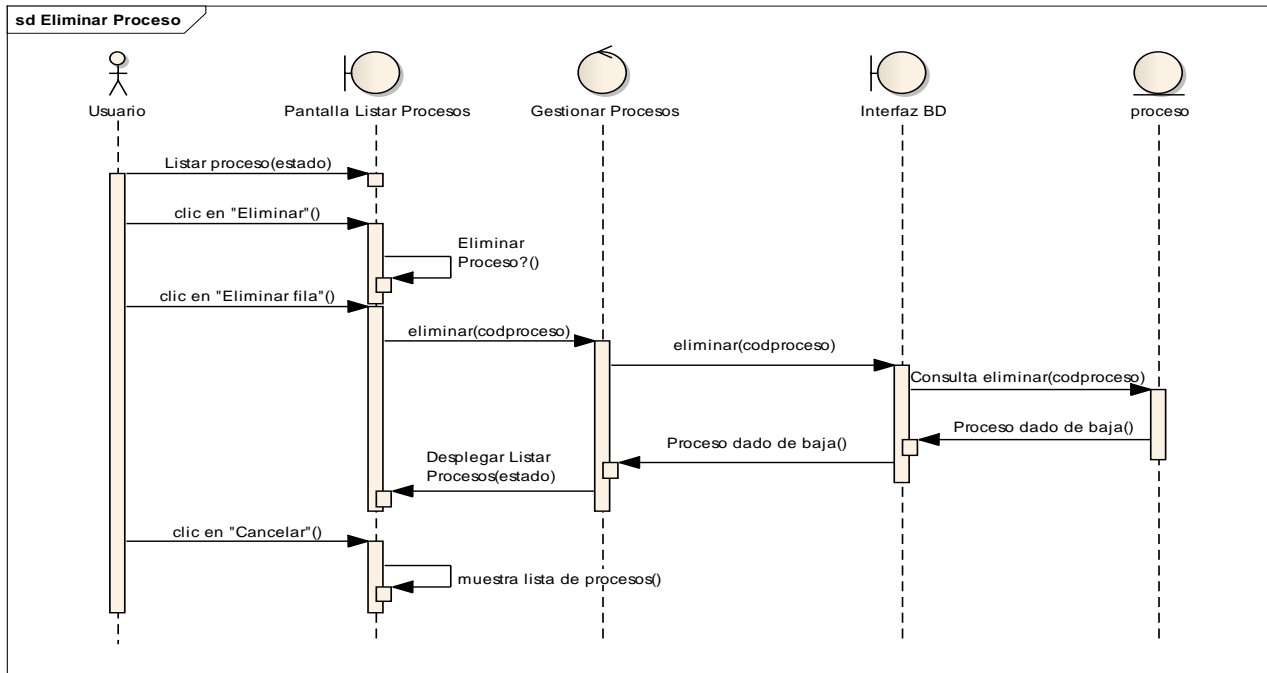 sd Eliminar Proceso
Usuario
Pantalla Listar Procesos
Gestionar Procesos
Interfaz BD
proceso
Listar proceso(estado)
clic en "Eliminar"()
Eliminar
Proceso?()
clic en "Eliminar fila"()
eliminar(codproceso)
eliminar(codproceso)
Consulta eliminar(codproceso)
Proceso dado de baja()
Proceso dado de baja()
Desplegar Listar
Procesos(estado)
clic en "Cancelar"()
muestra lista de procesos()